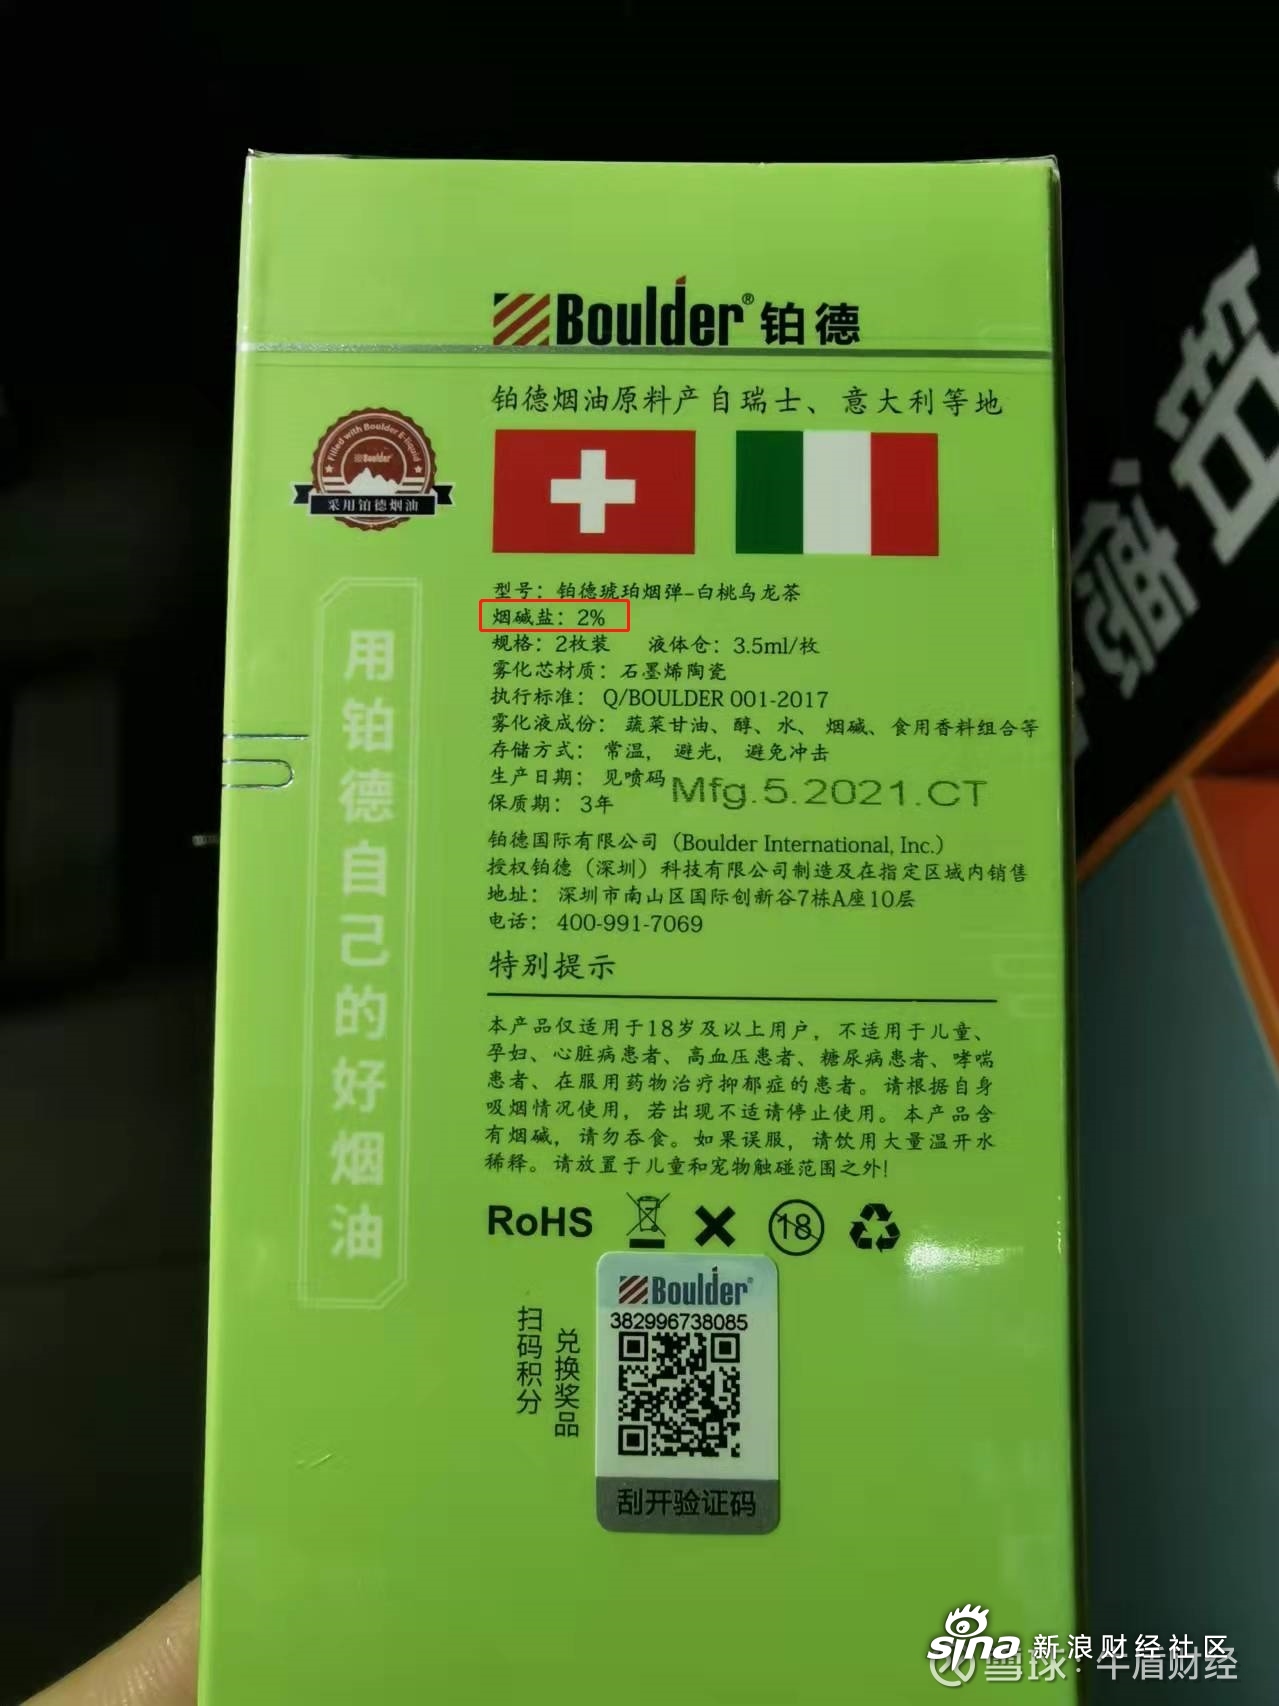 Boulder® 铂德
铂德烟油原料产自瑞士、意大利等地
Filled with Boulder E-liquid
Boulder
采用铂德烟油
用铂德自己的好烟油
型号：铂德琥珀烟弹-白桃乌龙茶
烟碱盐：2%
规格：2枚装 液体仓：3.5ml/枚
雾化芯材质：石墨烯陶瓷
执行标准：Q/BOULDER 001-2017
雾化液成份：蔬菜甘油、醇、水、烟碱、食用香料组合等
存储方式：常温，避光，避免冲击
生产日期：见喷码
Mfg.5.2021.CT
保质期：3年
铂德国际有限公司（Boulder International, Inc.）
授权铂德（深圳）科技有限公司制造及在指定区域内销售
地址：深圳市南山区国际创新谷7栋A座10层
电话：400-991-7069
特别提示
本产品仅适用于18岁及以上用户，不适用于儿童、
孕妇、心脏病患者、高血压患者、糖尿病患者、哮喘
患者、在服用药物治疗抑郁症的患者。请根据自身
吸烟情况使用，若出现不适请停止使用。本产品含
有烟碱，请勿吞食。如果误服，请饮用大量温开水
稀释。请放置于儿童和宠物触碰范围之外！
RoHS
18
Boulder®
382996738085
扫码积分
兑换奖品
刮开验证码
sina 新浪财经社区
雪球：牛盾财经